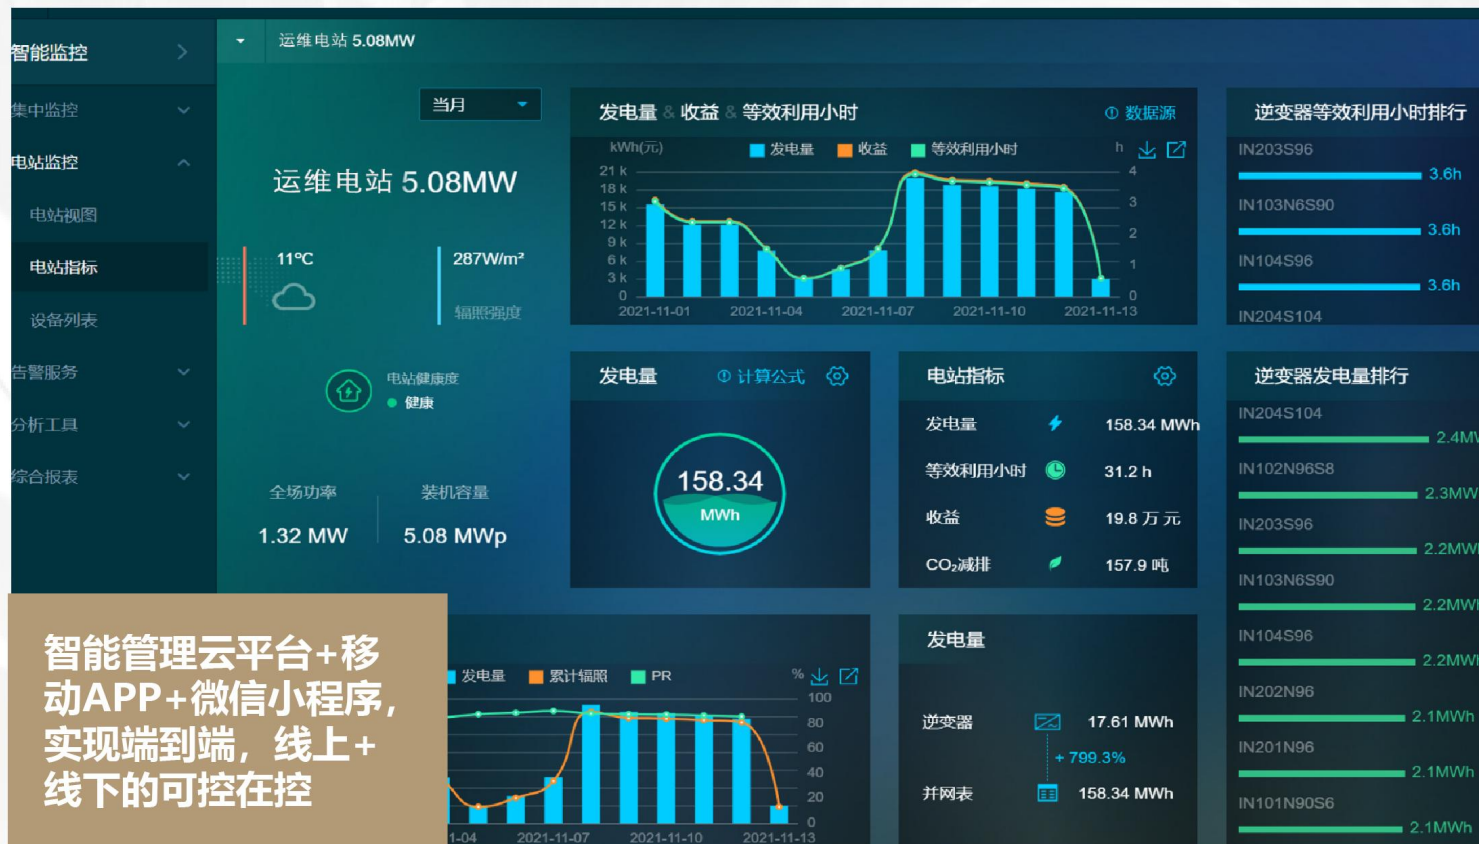 智能监控
集中监控
电站监控
电站视图
电站指标
设备列表
告警服务
分析工具
综合报表
运维电站 5.08MW
当月
运维电站 5.08MW
11°C
287W/m²
辐照强度
电站健康度
健康
全场功率
装机容量
1.32 MW
5.08 MWp
发电量 & 收益 & 等效利用小时
数据源
kWh(元)
发电量
收益
等效利用小时
h
21 k
18 k
15 k
12 k
9 k
6 k
3 k
0
4
3
2
1
0
2021-11-01
2021-11-04
2021-11-07
2021-11-10
2021-11-13
逆变器等效利用小时排行
IN203S96
3.6h
IN103N6S90
3.6h
IN104S96
3.6h
IN204S104
发电量
计算公式
158.34
MWh
电站指标
发电量
158.34 MWh
等效利用小时
31.2 h
收益
19.8 万元
CO₂减排
157.9 吨
逆变器发电量排行
IN204S104
2.4MW
IN102N96S8
2.3MW
IN203S96
2.2MWh
IN103N6S90
2.2MWh
IN104S96
2.2MWh
IN202N96
2.1MWh
IN201N96
2.1MWh
IN101N90S6
2.1MWh
智能管理云平台+移
动APP+微信小程序，
实现端到端，线上+
线下的可控在控
发电量
累计辐照
PR
%
100
80
60
40
20
0
1-04
2021-11-07
2021-11-10
2021-11-13
发电量
逆变器
17.61 MWh
+ 799.3%
并网表
158.34 MWh